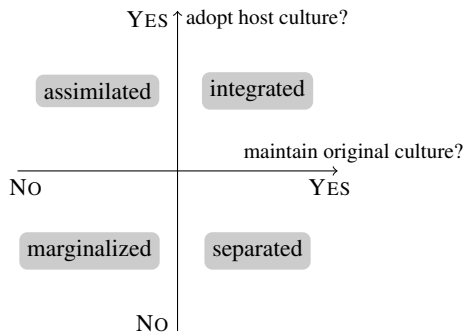 YES adopt host culture?
assimilated integrated
maintain original culture?
NO YES
marginalized separated
NO